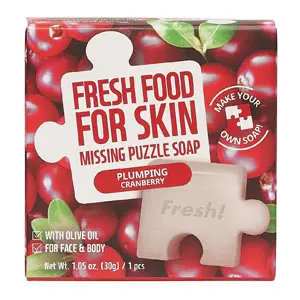 FRESH FOOD
FOR SKIN
MISSING PUZZLE SOAP
PLUMPING
CRANBERRY
MAKE YOUR
OWN SOAP!
Fresh!
WITH OLIVE OIL
FOR FACE & BODY
Net Wt. 1.05 oz. (30g) / 1 pcs